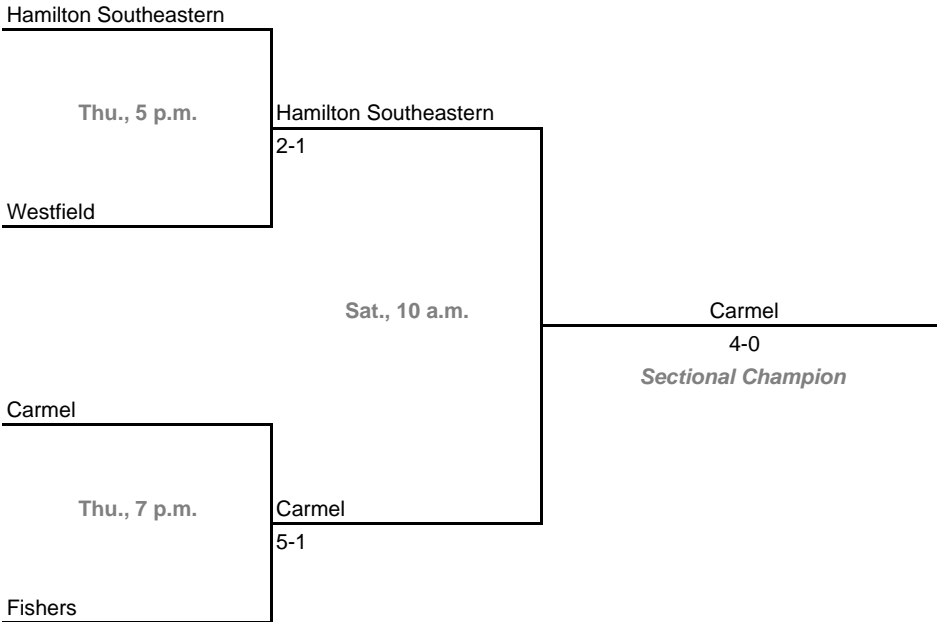 Hamilton Southeastern
Thu., 5 p.m.
Hamilton Southeastern
2-1
Westfield
Sat., 10 a.m.
Carmel
4-0
Sectional Champion
Carmel
Thu., 7 p.m.
Carmel
5-1
Fishers